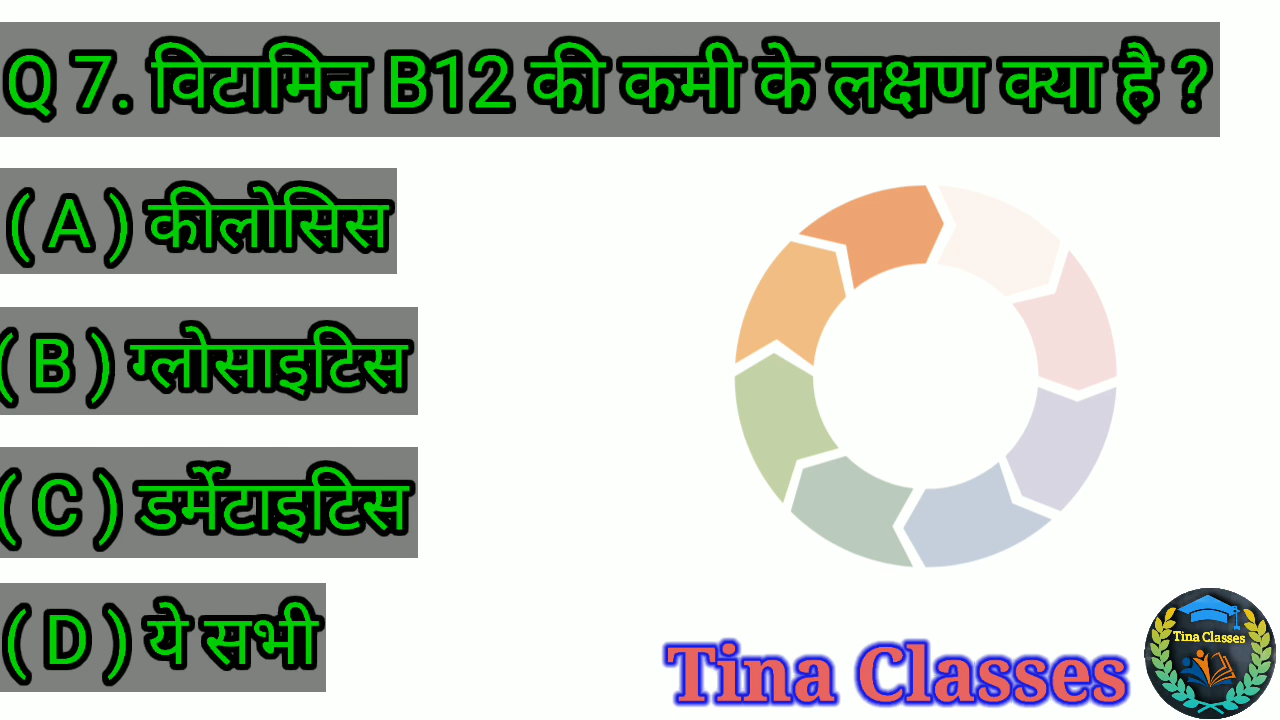 Q 7. विटामिन B12 की कमी के लक्षण क्या है ?
( A ) कीलोसिस
( B ) ग्लोसाइटिस
( C ) डर्मेटाइटिस
( D ) ये सभी
Tina Classes
Tina Classes